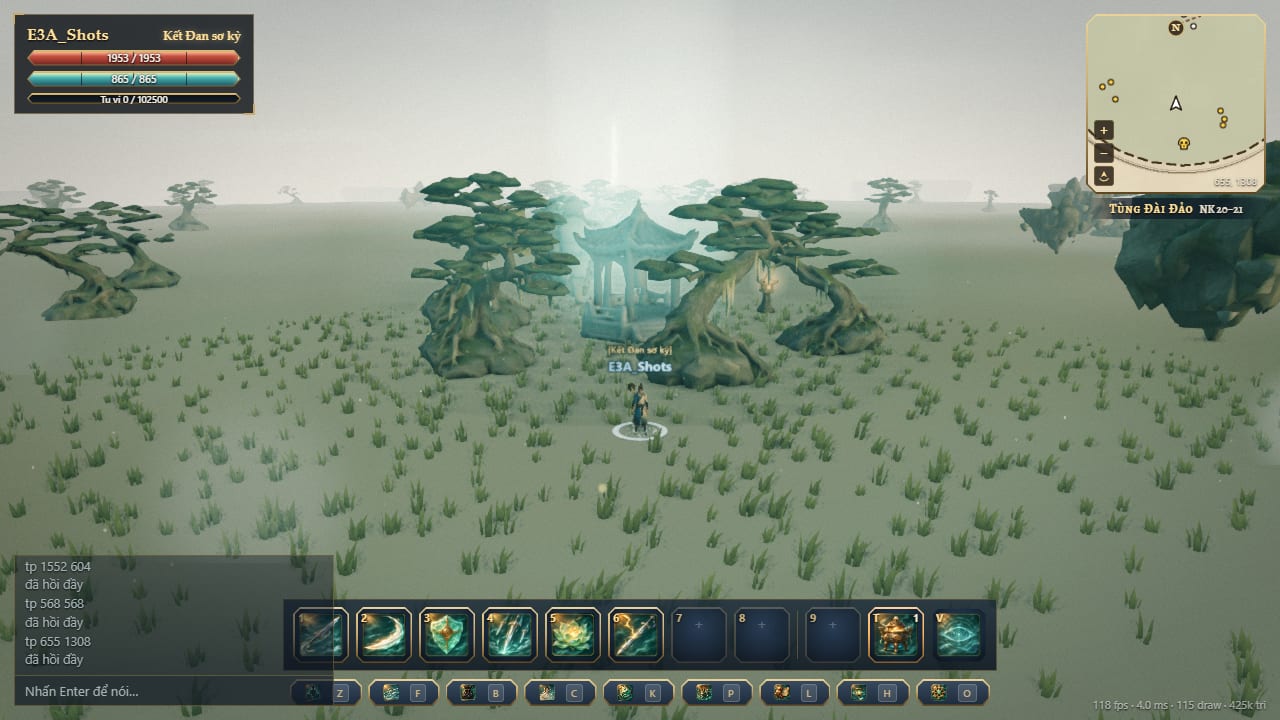 E3A_Shots Kết Đan sơ kỳ
1953 / 1953
865 / 865
Tu vi 0 / 102500
N
+
−
655, 1308
Tùng Đài Đảo NK 20-21
[Kết Đan sơ kỳ]
E3A_Shots
tp 1552 604
đã hồi đầy
tp 568 568
đã hồi đầy
tp 655 1308
đã hồi đầy
Nhấn Enter để nói...
1 2 3 4 5 6 7 + 8 + 9 + T 1 V
Z F B C K P L H O
118 fps · 4.0 ms · 115 draw · 425k tri